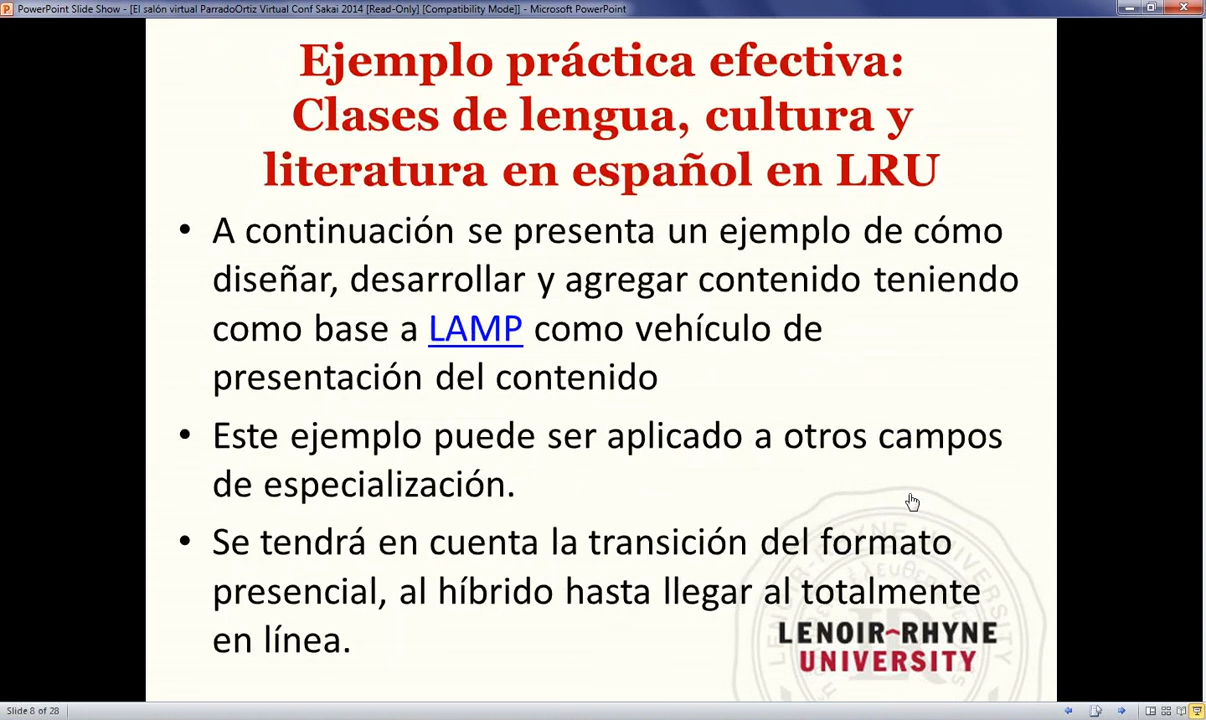 PowerPoint Slide Show - [El salón virtual ParradoOrtiz Virtual Conf Sakai 2014 [Read-Only] [Compatibility Mode]] - Microsoft PowerPoint
Ejemplo práctica efectiva:
Clases de lengua, cultura y
literatura en español en LRU
• A continuación se presenta un ejemplo de cómo
diseñar, desarrollar y agregar contenido teniendo
como base a LAMP como vehículo de
presentación del contenido
• Este ejemplo puede ser aplicado a otros campos
de especialización.
• Se tendrá en cuenta la transición del formato
presencial, al híbrido hasta llegar al totalmente
en línea.
LENOIR-RHYNE
UNIVERSITY
Slide 8 of 28